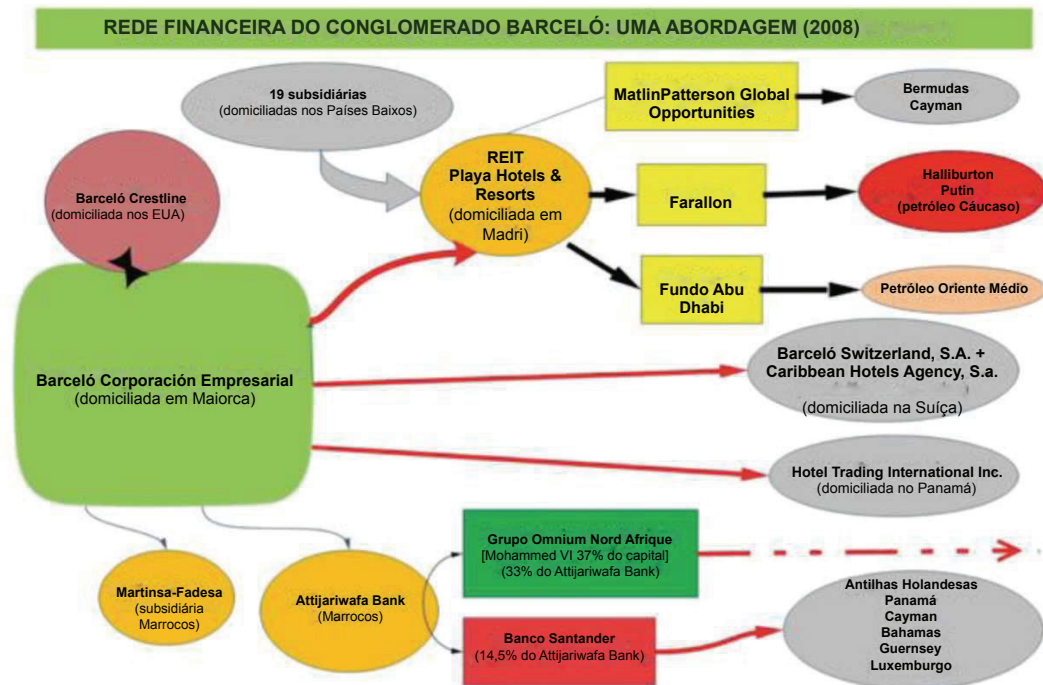 REDE FINANCEIRA DO CONGLOMERADO BARCELÓ: UMA ABORDAGEM (2008)
19 subsidiárias
(domiciliadas nos Países Baixos)
MatlinPatterson Global
Opportunities
Bermudas
Cayman
Barceló Crestline
(domiciliada nos EUA)
REIT
Playa Hotels &
Resorts
(domiciliada em
Madri)
Farallon
Halliburton
Putin
(petróleo Cáucaso)
Fundo Abu
Dhabi
Petróleo Oriente Médio
Barceló Corporación Empresarial
(domiciliada em Maiorca)
Barceló Switzerland, S.A. +
Caribbean Hotels Agency, S.a.
(domiciliada na Suíça)
Hotel Trading International Inc.
(domiciliada no Panamá)
Martinsa-Fadesa
(subsidiária
Marrocos)
Attijariwafa Bank
(Marrocos)
Grupo Omnium Nord Afrique
[Mohammed VI 37% do capital]
(33% do Attijariwafa Bank)
Banco Santander
(14,5% do Attijariwafa Bank)
Antilhas Holandesas
Panamá
Cayman
Bahamas
Guernsey
Luxemburgo